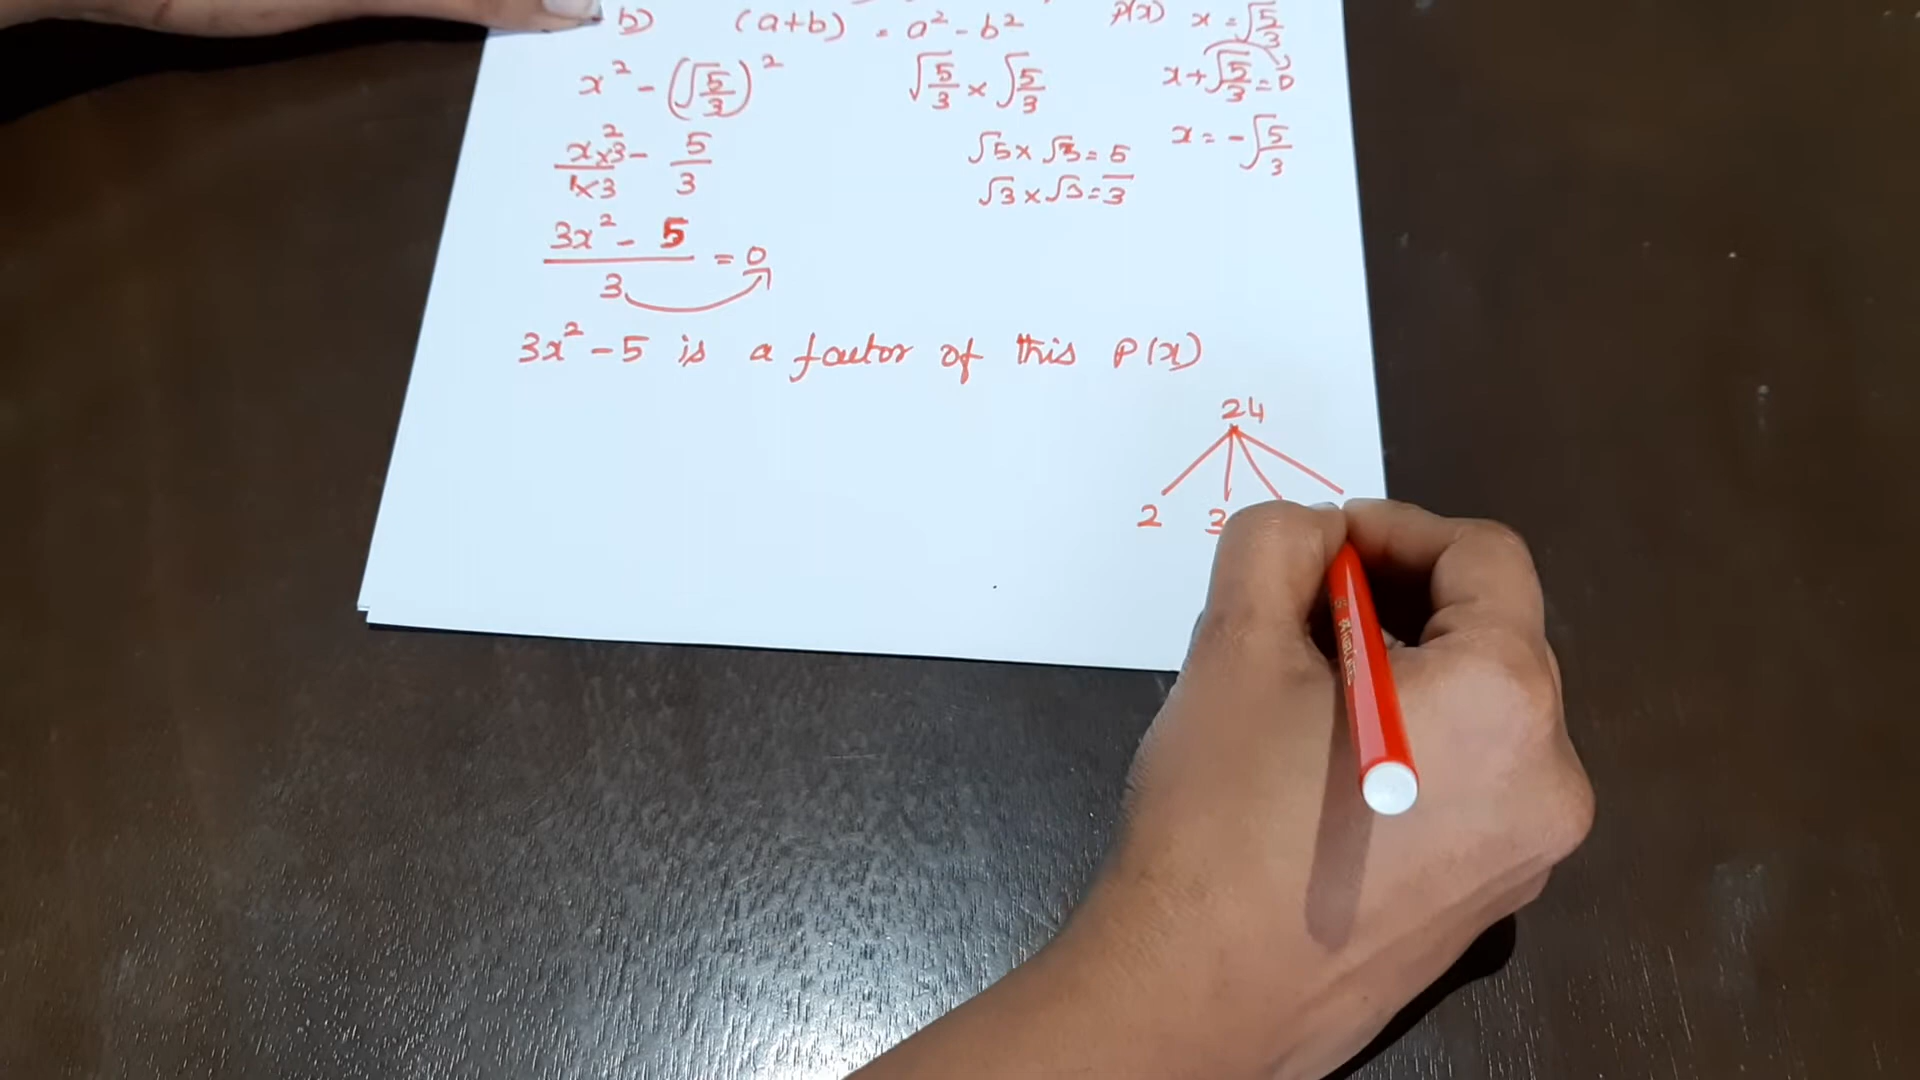 b) (a+b) = a² - b² P(x) x = √5/3
x² - (√5/3)² √5/3 × √5/3 x + √5/3 = 0
x²×3/1×3 - 5/3 √5 × √5 = 5 x = -√5/3
√3 × √3 = 3
3x² - 5/3 = 0
3x² - 5 is a factor of this P(x)
24
2 3